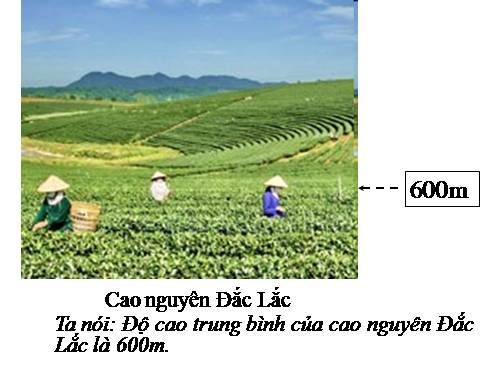 600m
Cao nguyên Đắc Lắc
Ta nói: Độ cao trung bình của cao nguyên Đắc
Lắc là 600m.